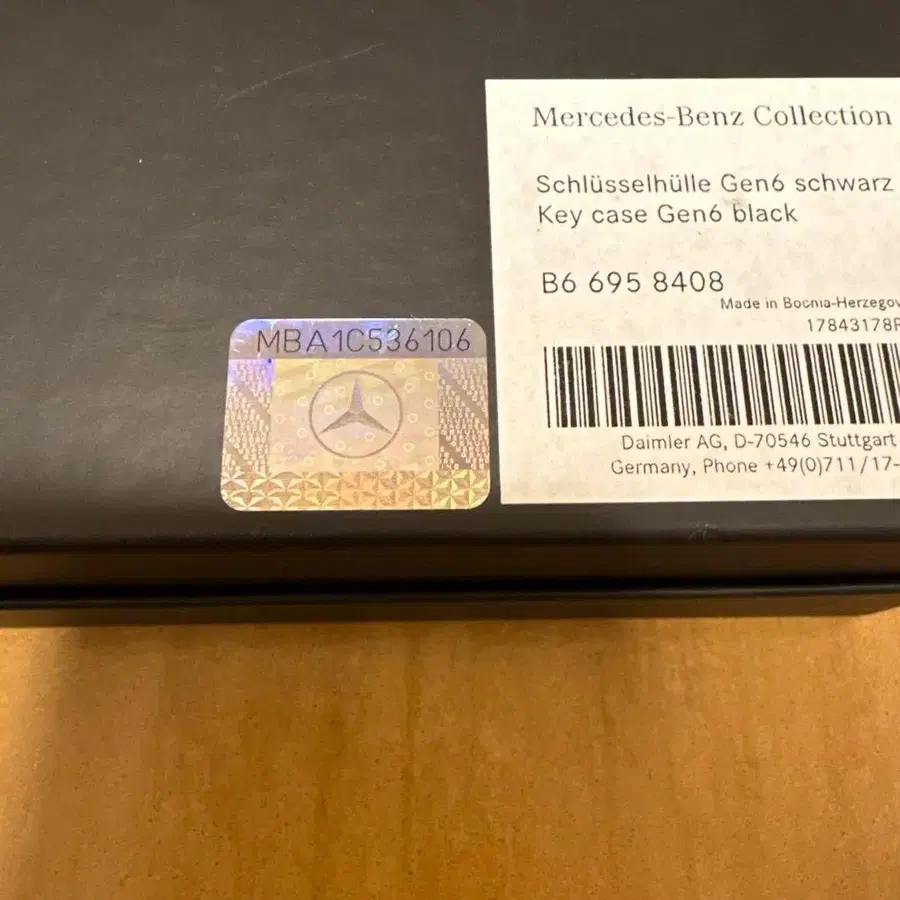 Mercedes-Benz Collection
Schlüsselhülle Gen6 schwarz
Key case Gen6 black
B6 695 8408
Made in Bocnia-Herzegov
17843178F
MBA1C536106
Daimler AG, D-70546 Stuttgart
Germany, Phone +49(0)711/17-